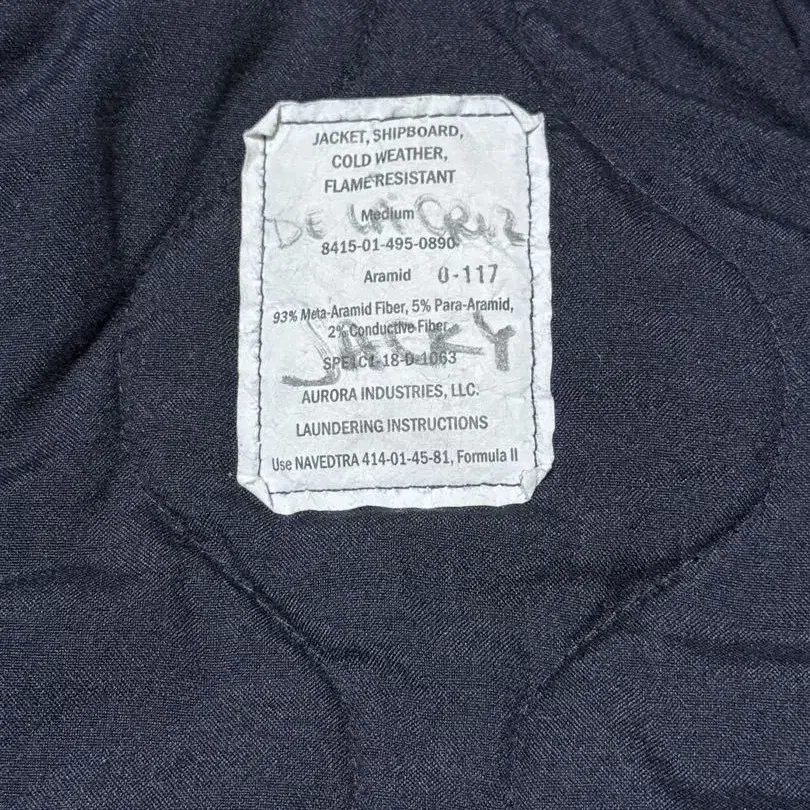 JACKET, SHIPBOARD,
COLD WEATHER,
FLAME RESISTANT
Medium
DE LA CRUZ
8415-01-495-0890
Aramid 0-117
93% Meta-Aramid Fiber, 5% Para-Aramid,
2% Conductive Fiber
JACKY
SPE1C1-18-D-1063
AURORA INDUSTRIES, LLC.
LAUNDERING INSTRUCTIONS
Use NAVEDTRA 414-01-45-81, Formula II